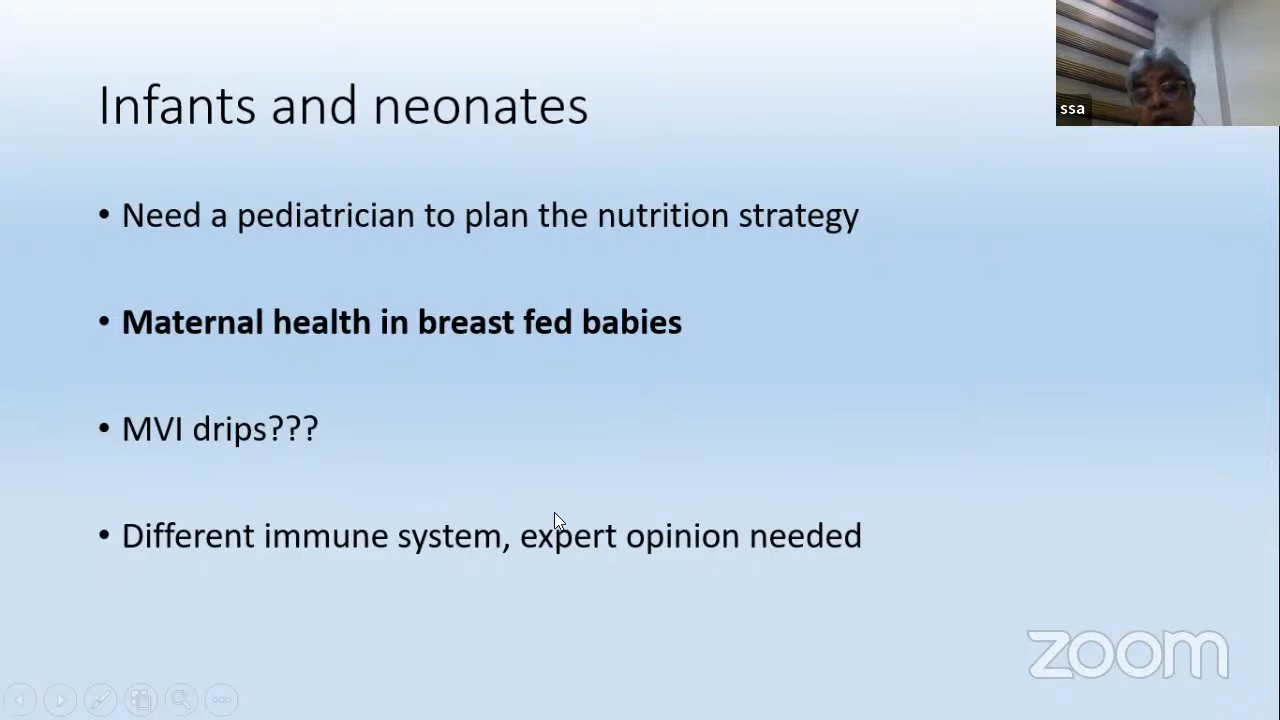 Infants and neonates
ssa
• Need a pediatrician to plan the nutrition strategy
• Maternal health in breast fed babies
• MVI drips???
• Different immune system, expert opinion needed
zoom